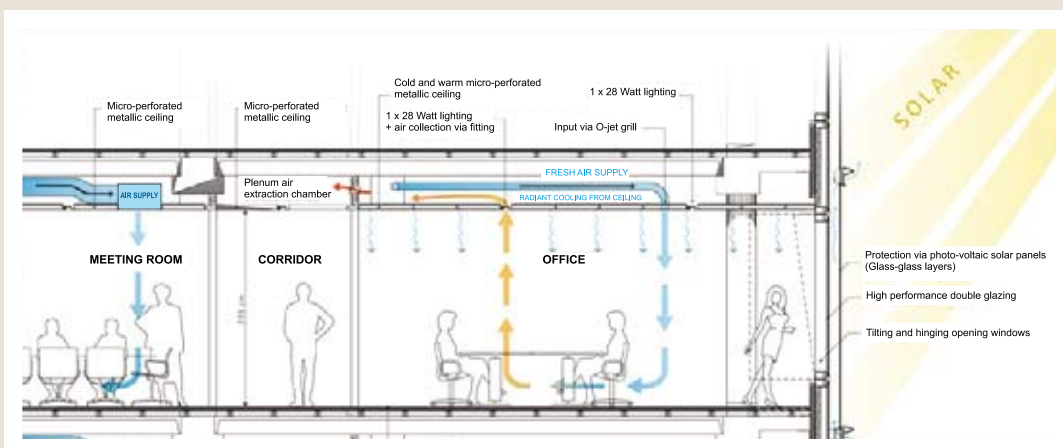 SOLAR
Cold and warm micro-perforated
metallic ceiling
1 x 28 Watt lighting
Micro-perforated
metallic ceiling
Micro-perforated
metallic ceiling
1 x 28 Watt lighting
+ air collection via fitting
Input via O-jet grill
FRESH AIR SUPPLY
Plenum air
extraction chamber
AIR SUPPLY
RADIANT COOLING FROM CEILING
MEETING ROOM
CORRIDOR
OFFICE
Protection via photo-voltaic solar panels
(Glass-glass layers)
High performance double glazing
Tilting and hinging opening windows